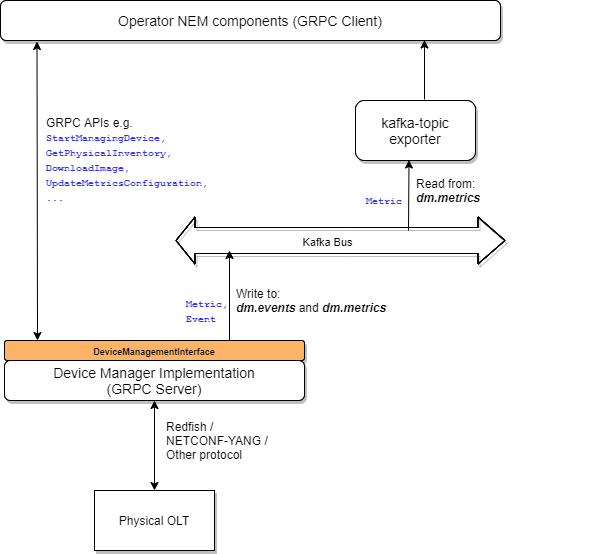 Operator NEM components (GRPC Client)
GRPC APIs e.g.
StartManagingDevice,
GetPhysicalInventory,
DownloadImage,
UpdateMetricsConfiguration,
...
kafka-topic
exporter
Metric
Read from:
dm.metrics
Kafka Bus
Metric,
Event
Write to:
dm.events and dm.metrics
DeviceManagementInterface
Device Manager Implementation
(GRPC Server)
Redfish /
NETCONF-YANG /
Other protocol
Physical OLT